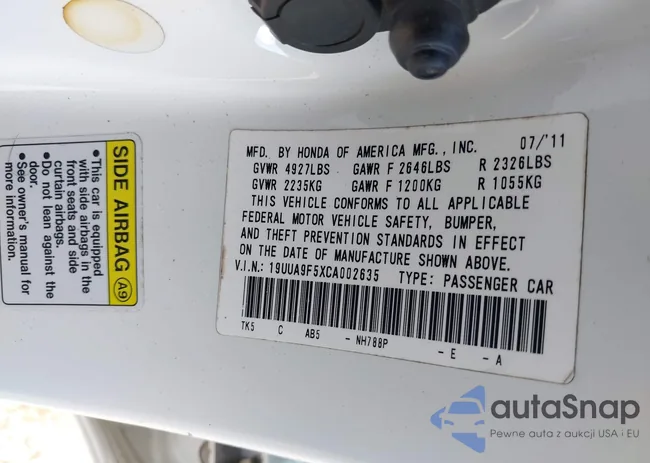 SIDE AIRBAG A9
•This car is equipped
with side airbags in the
front seats and side
curtain airbags.
•Do not lean against the
door.
•See owner's manual for
more information.
MFD. BY HONDA OF AMERICA MFG., INC. 07/'11
GVWR 4927LBS GAWR F 2646LBS R 2326LBS
GVWR 2235KG GAWR F 1200KG R 1055KG
THIS VEHICLE CONFORMS TO ALL APPLICABLE
FEDERAL MOTOR VEHICLE SAFETY, BUMPER,
AND THEFT PREVENTION STANDARDS IN EFFECT
ON THE DATE OF MANUFACTURE SHOWN ABOVE.
V.I.N.: 19UUA9F5XCA002635 TYPE: PASSENGER CAR
TK5 C AB5 - NH788P - E - A
autaSnap
Pewne auta z aukcji USA i EU